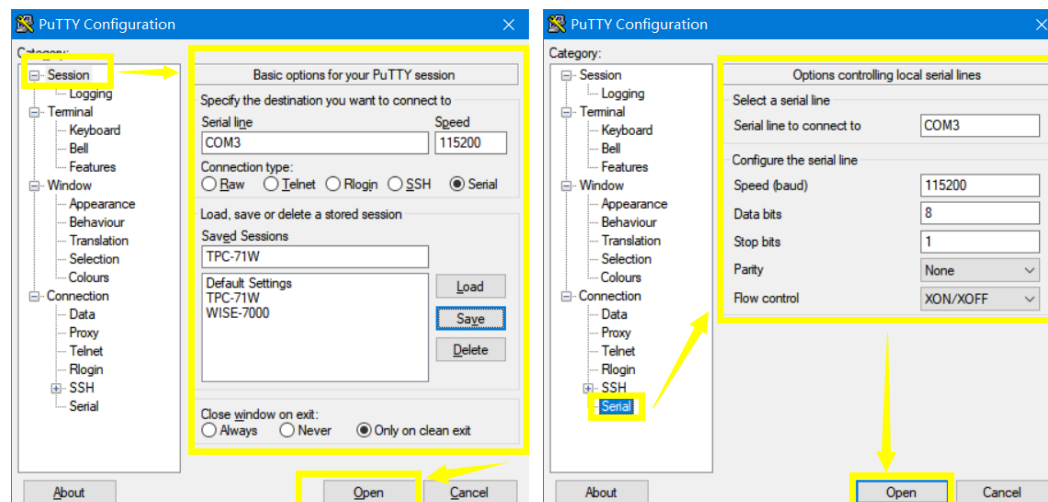 PuTTY Configuration
Category:
Session
Logging
Terminal
Keyboard
Bell
Features
Window
Appearance
Behaviour
Translation
Selection
Colours
Connection
Data
Proxy
Telnet
Rlogin
SSH
Serial
Basic options for your PuTTY session
Specify the destination you want to connect to
Serial line Speed
COM3 115200
Connection type:
Raw Telnet Rlogin SSH Serial
Load, save or delete a stored session
Saved Sessions
TPC-71W
Default Settings
TPC-71W
WISE-7000
Load
Save
Delete
Close window on exit:
Always Never Only on clean exit
About Open Cancel
PuTTY Configuration
Category:
Session
Logging
Terminal
Keyboard
Bell
Features
Window
Appearance
Behaviour
Translation
Selection
Colours
Connection
Data
Proxy
Telnet
Rlogin
SSH
Serial
Options controlling local serial lines
Select a serial line
Serial line to connect to COM3
Configure the serial line
Speed (baud) 115200
Data bits 8
Stop bits 1
Parity None
Flow control XON/XOFF
About Open Cancel